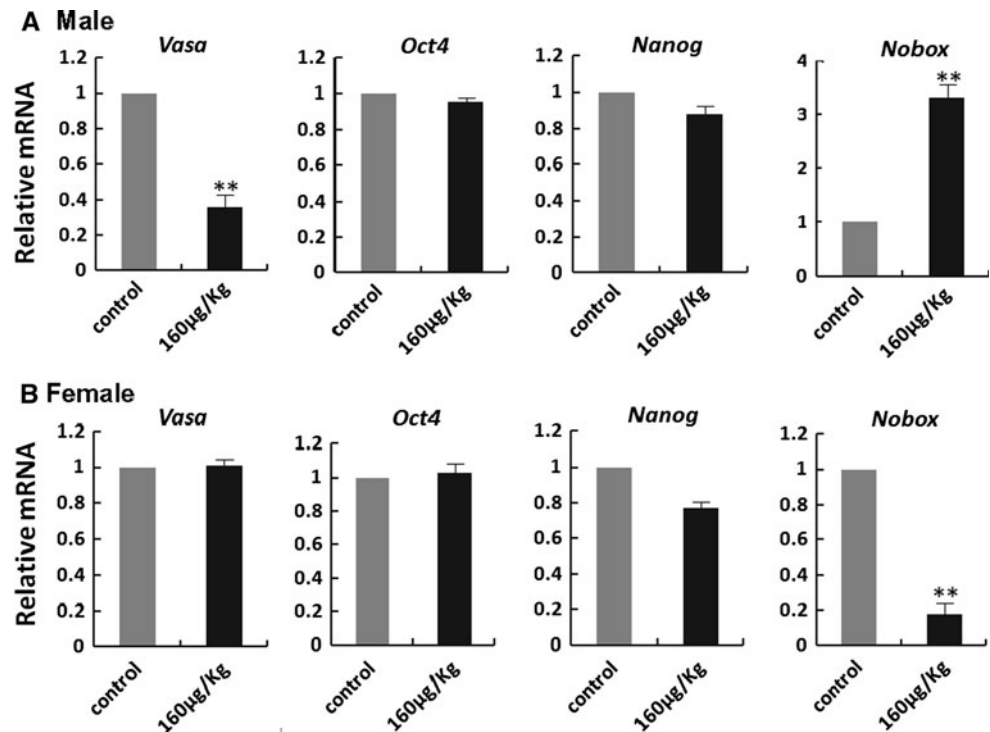 A Male
Vasa
Oct4
Nanog
Nobox
Relative mRNA
1.2
1
0.8
0.6
0.4
0.2
0
**
control
160µg/Kg
1.2
1
0.8
0.6
0.4
0.2
0
control
160µg/Kg
1.2
1
0.8
0.6
0.4
0.2
0
control
160µg/Kg
4
3
2
1
0
**
control
160µg/Kg
B Female
Vasa
Oct4
Nanog
Nobox
Relative mRNA
1.2
1
0.8
0.6
0.4
0.2
0
control
160µg/Kg
1.2
1
0.8
0.6
0.4
0.2
0
control
160µg/Kg
1.2
1
0.8
0.6
0.4
0.2
0
control
160µg/Kg
1.2
1
0.8
0.6
0.4
0.2
0
**
control
160µg/Kg